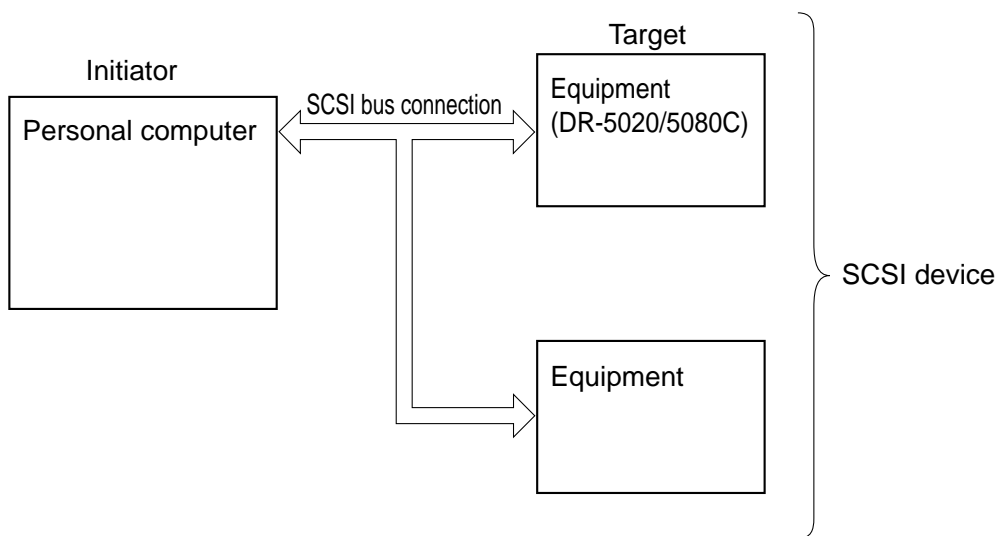 Initiator
Personal computer
SCSI bus connection
Target
Equipment
(DR-5020/5080C)
Equipment
SCSI device